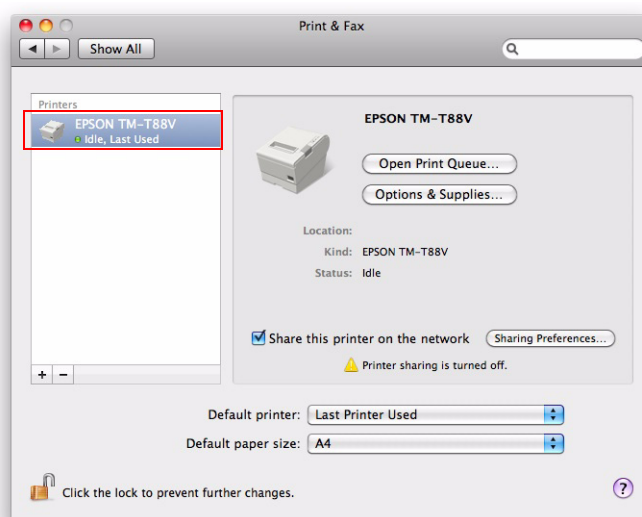 Print & Fax
Show All
Printers
EPSON TM-T88V
Idle, Last Used
EPSON TM-T88V
Open Print Queue...
Options & Supplies...
Location:
Kind: EPSON TM-T88V
Status: Idle
Share this printer on the network Sharing Preferences...
Printer sharing is turned off.
+ −
Default printer: Last Printer Used
Default paper size: A4
Click the lock to prevent further changes. ?